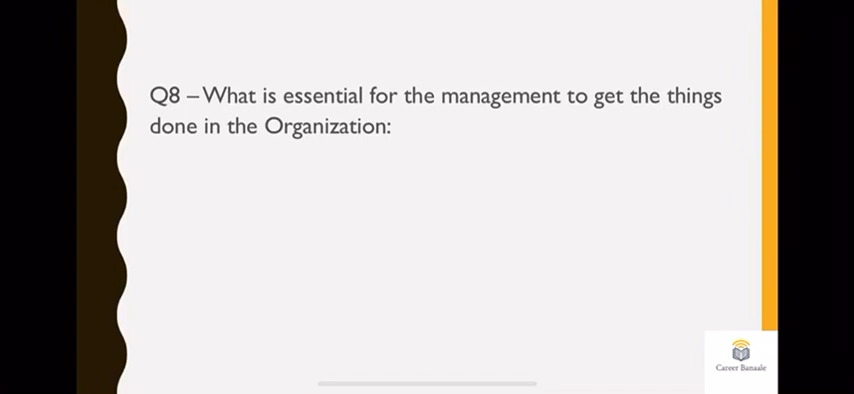 Q8 – What is essential for the management to get the things
done in the Organization:
Career Banaale